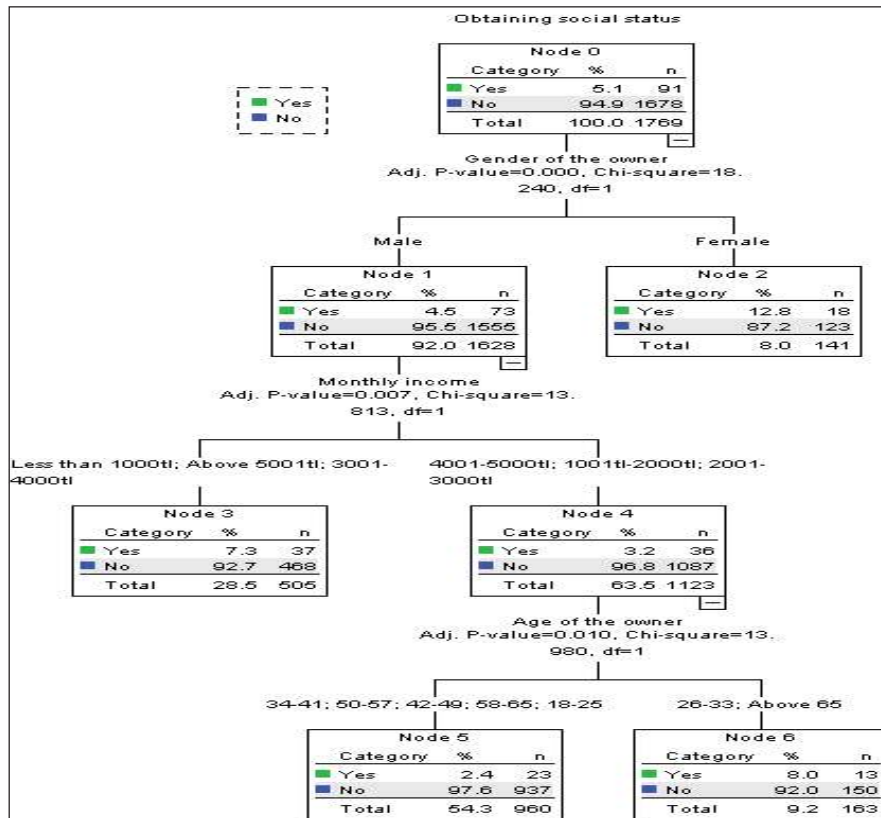 Obtaining social status
Node 0
Category % n
Yes 5.1 91
No 94.9 1678
Total 100.0 1769
Yes
No
Gender of the owner
Adj. P-value=0.000, Chi-square=18.
240, df=1
Male
Female
Node 1
Category % n
Yes 4.5 73
No 95.5 1555
Total 92.0 1628
Node 2
Category % n
Yes 12.8 18
No 87.2 123
Total 8.0 141
Monthly income
Adj. P-value=0.007, Chi-square=13.
813, df=1
Less than 1000tl; Above 5001tl; 3001-
4000tl
4001-5000tl; 1001tl-2000tl; 2001-
3000tl
Node 3
Category % n
Yes 7.3 37
No 92.7 468
Total 28.5 505
Node 4
Category % n
Yes 3.2 36
No 96.8 1087
Total 63.5 1123
Age of the owner
Adj. P-value=0.010, Chi-square=13.
980, df=1
34-41; 50-57; 42-49; 58-65; 18-25
26-33; Above 65
Node 5
Category % n
Yes 2.4 23
No 97.6 937
Total 54.3 960
Node 6
Category % n
Yes 8.0 13
No 92.0 150
Total 9.2 163